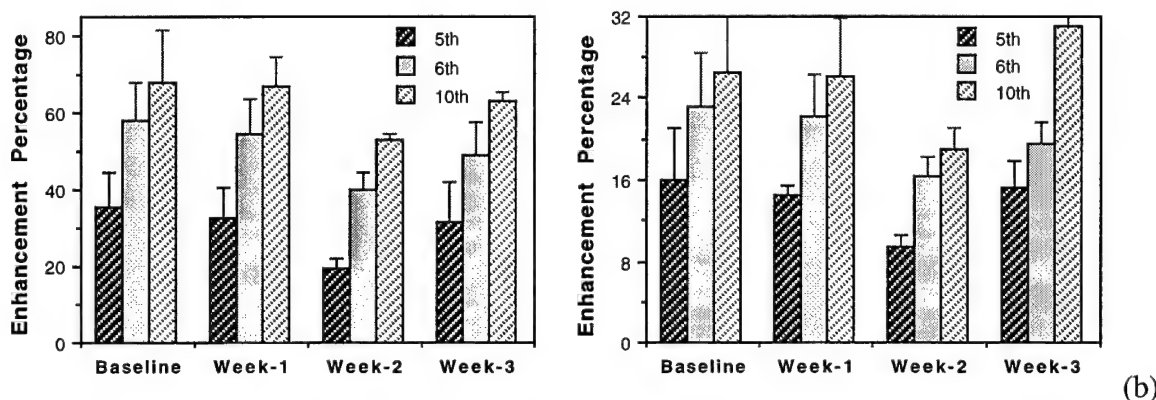 Enhancement Percentage
80
60
40
20
0
5th
6th
10th
Baseline Week-1 Week-2 Week-3
Enhancement Percentage
32
24
16
8
0
5th
6th
10th
Baseline Week-1 Week-2 Week-3
(b)